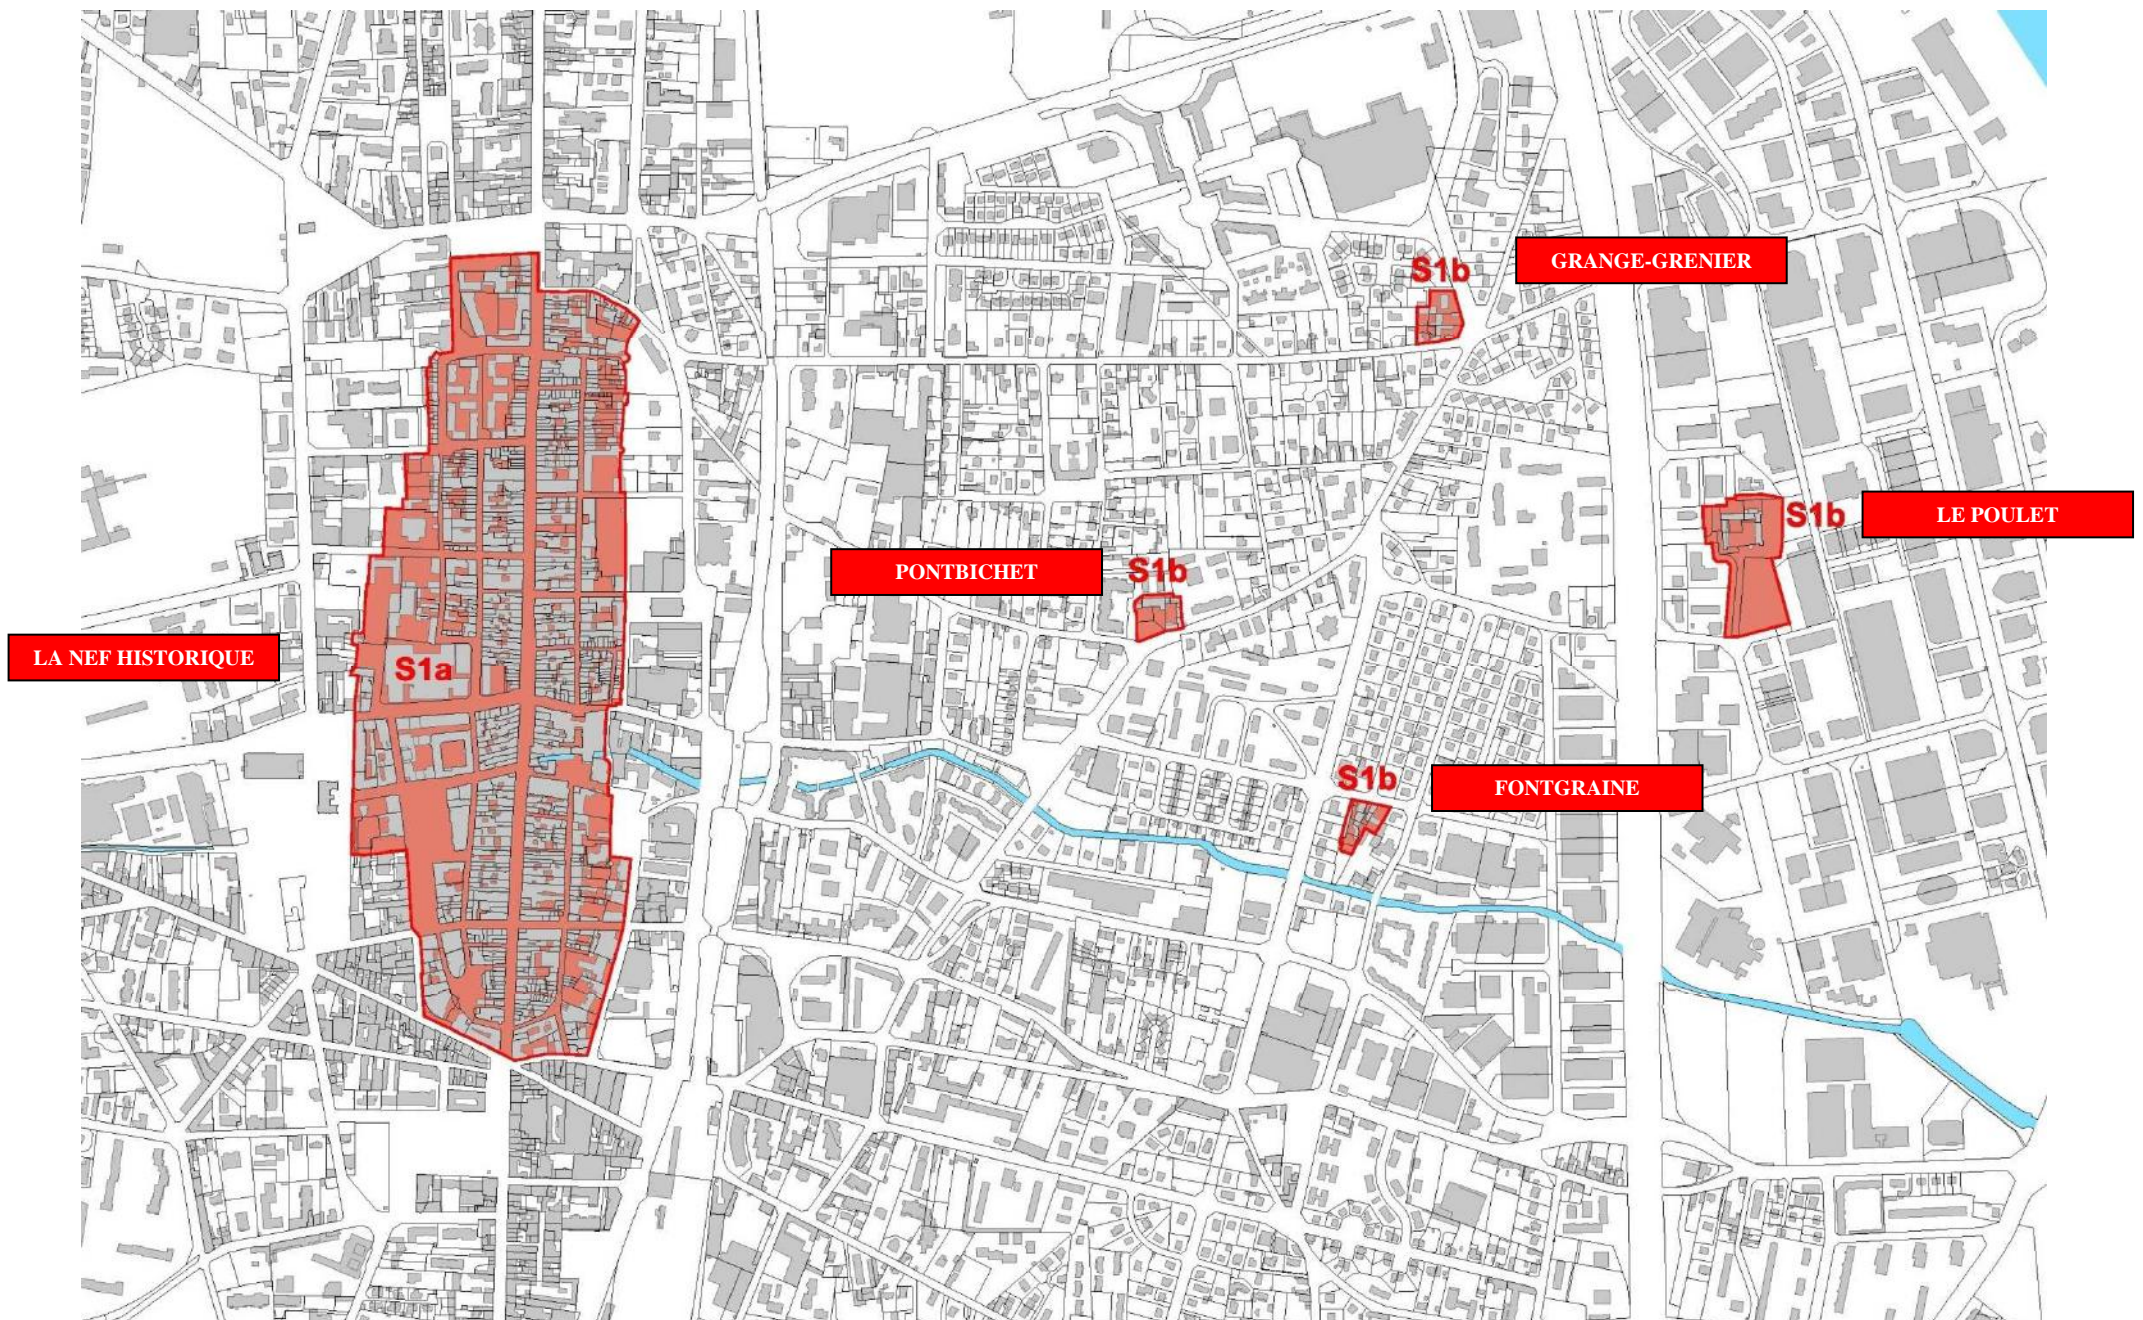 GRANGE-GRENIER
S1b
LE POULET
S1b
PONTBICHET
S1b
LA NEF HISTORIQUE
S1a
FONTGRAINE
S1b